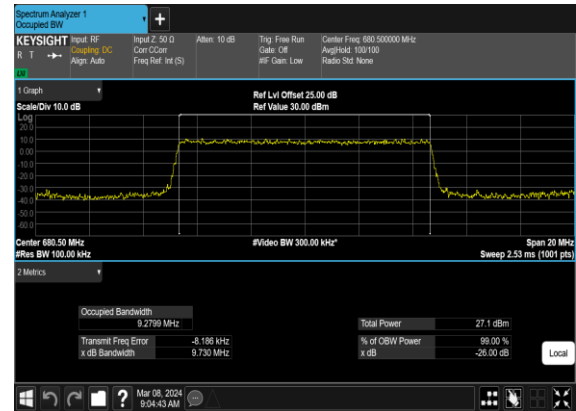 Spectrum Analyzer 1
Occupied BW
+
KEYSIGHT Input: RF Input Z: 50 Ω Atten: 10 dB Trig: Free Run Center Freq: 680.500000 MHz
R T Coupling: DC Corr CCorr Gate: Off Avg|Hold: 100/100
Align: Auto Freq Ref: Int (S) #IF Gain: Low Radio Std: None
LXI
1 Graph
Ref Lvl Offset 25.00 dB
Scale/Div 10.0 dB Ref Value 30.00 dBm
Log
20.0
10.0
0.00
-10.0
-20.0
-30.0
-40.0
-50.0
-60.0
Center 680.50 MHz #Video BW 300.00 kHz* Span 20 MHz
#Res BW 100.00 kHz Sweep 2.53 ms (1001 pts)
2 Metrics
Occupied Bandwidth
9.2799 MHz Total Power 27.1 dBm
Transmit Freq Error -8.186 kHz % of OBW Power 99.00 %
x dB Bandwidth 9.730 MHz x dB -26.00 dB
Local
?
Mar 08, 2024
9:04:43 AM